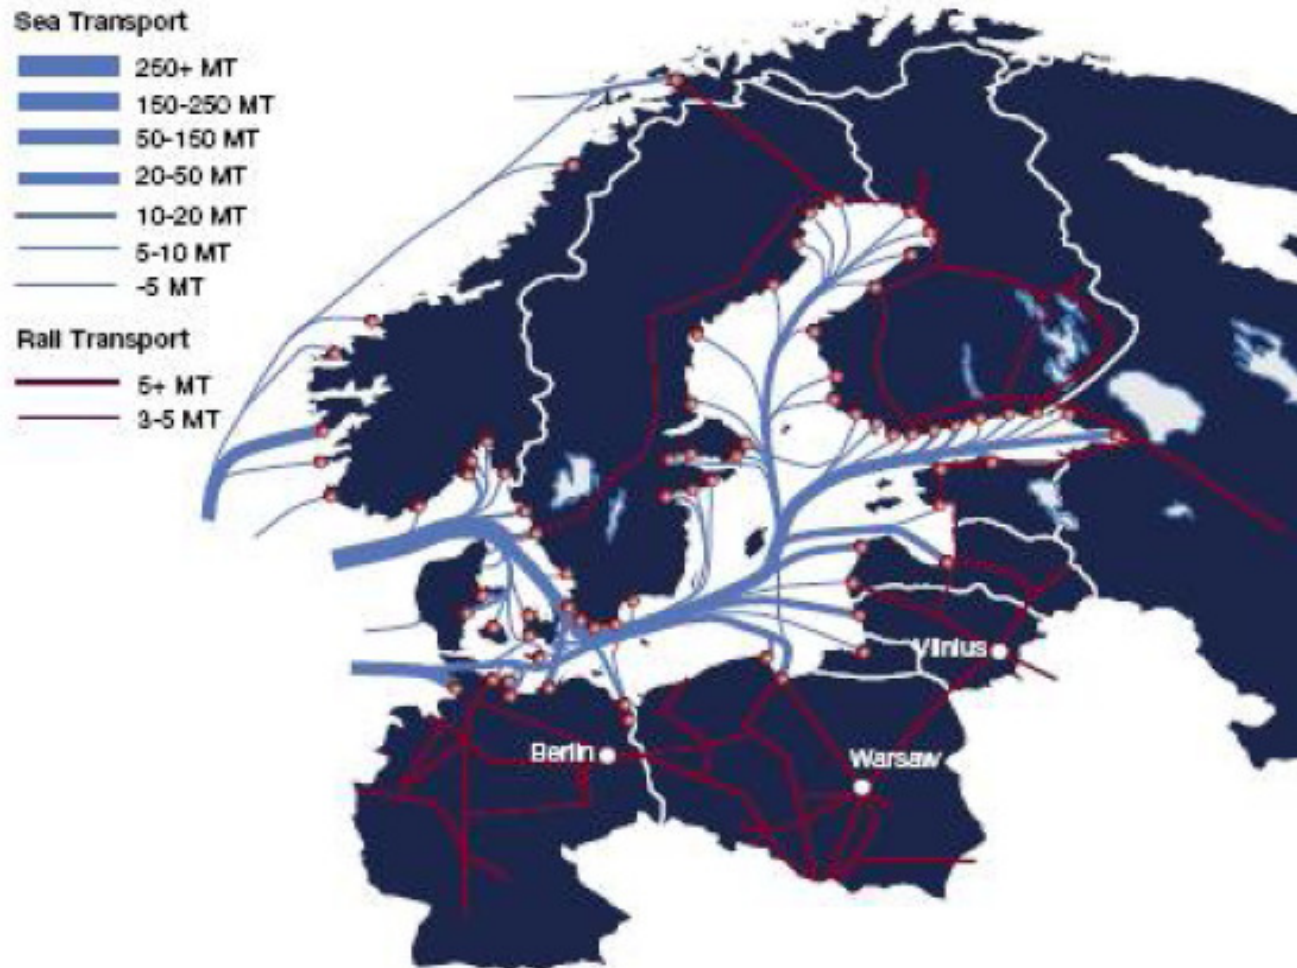 Sea Transport
250+ MT
150-250 MT
50-150 MT
20-50 MT
10-20 MT
5-10 MT
-5 MT
Rail Transport
5+ MT
3-5 MT
Vilnius
Berlin
Warsaw